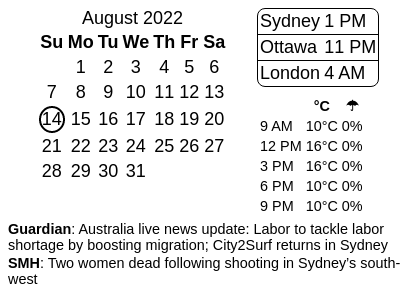 August 2022
Su Mo Tu We Th Fr Sa
1 2 3 4 5 6
7 8 9 10 11 12 13
14 15 16 17 18 19 20
21 22 23 24 25 26 27
28 29 30 31
Sydney 1 PM
Ottawa 11 PM
London 4 AM
°C ☂
9 AM 10°C 0%
12 PM 16°C 0%
3 PM 16°C 0%
6 PM 10°C 0%
9 PM 10°C 0%
Guardian: Australia live news update: Labor to tackle labor
shortage by boosting migration; City2Surf returns in Sydney
SMH: Two women dead following shooting in Sydney’s south-
west